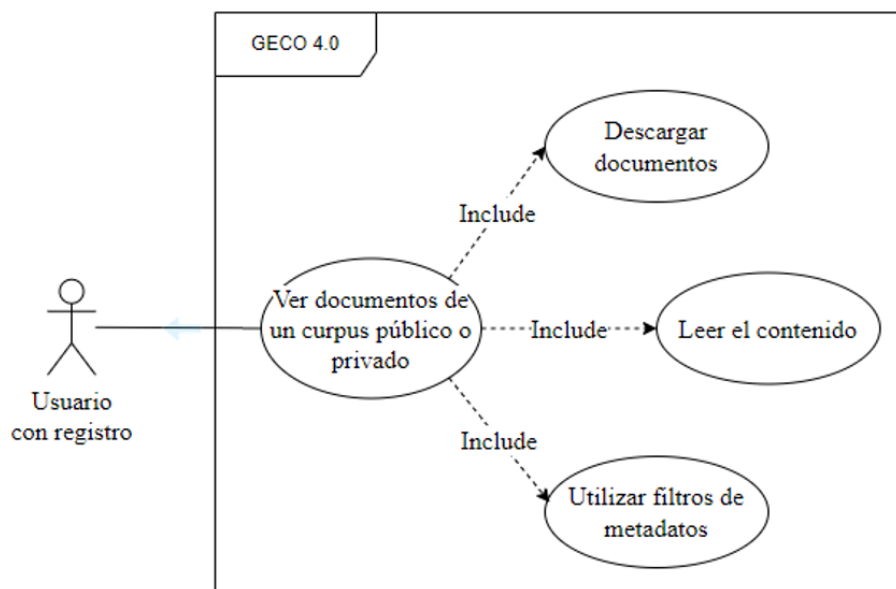 GECO 4.0
Descargar
documentos
Include
Ver documentos de
un curpus público o
privado
Include
Leer el contenido
Usuario
con registro
Include
Utilizar filtros de
metadatos